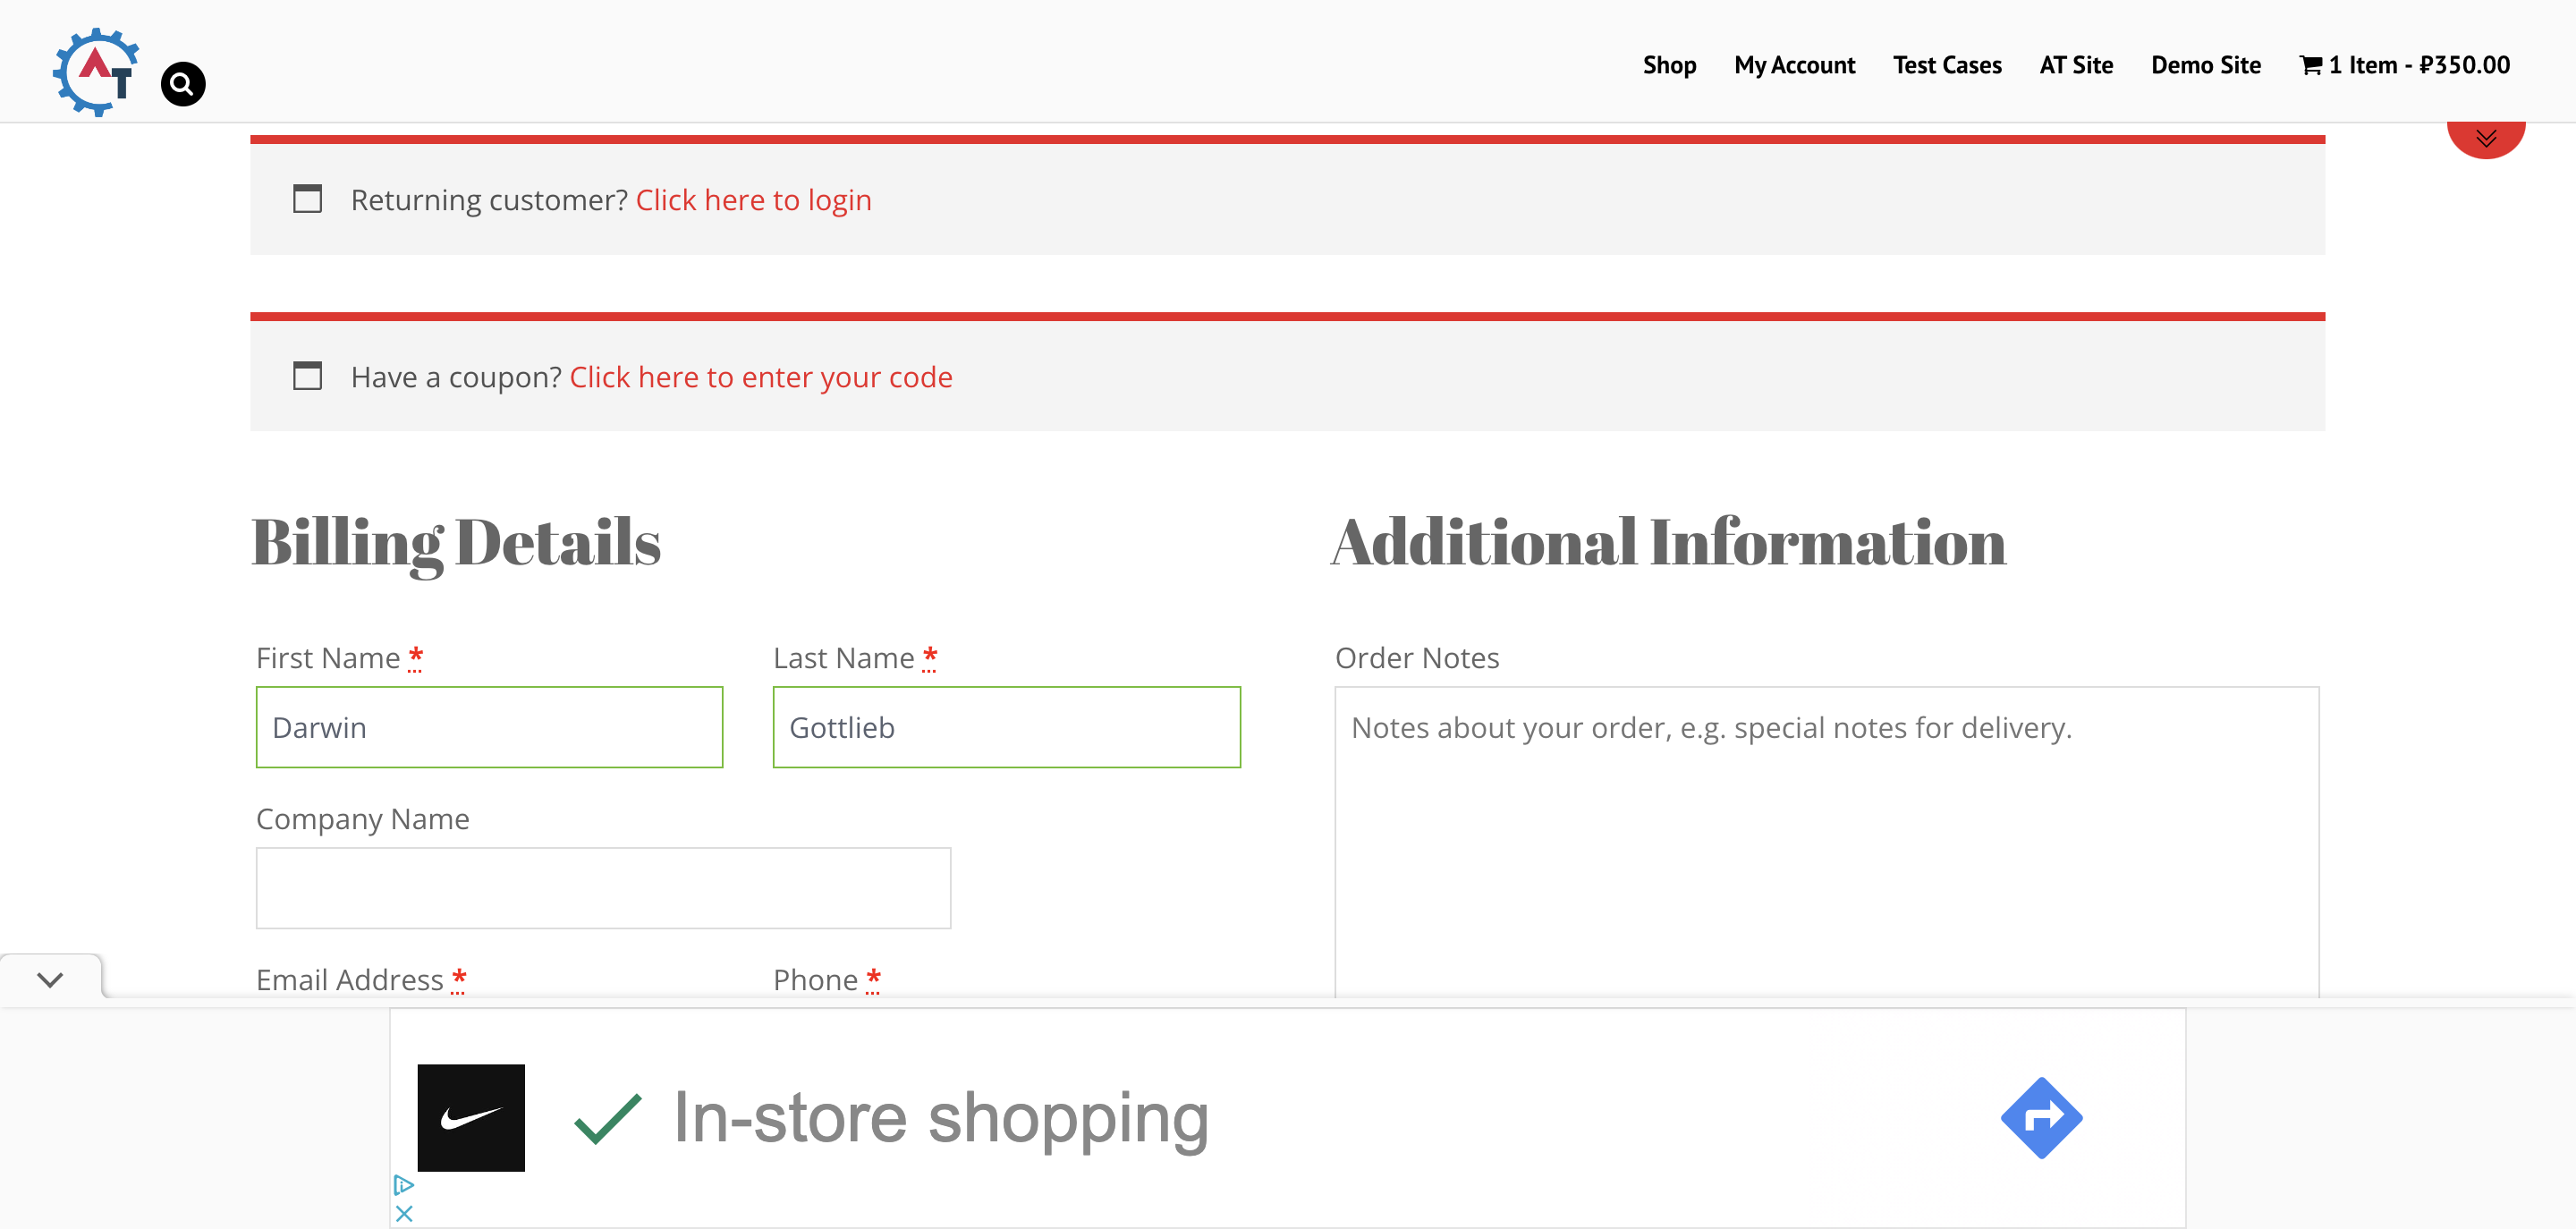 AT
Shop My Account Test Cases AT Site Demo Site 1 Item - ₽350.00
Returning customer? Click here to login
Have a coupon? Click here to enter your code
Billing Details
Additional Information
First Name *
Last Name *
Order Notes
Darwin
Gottlieb
Notes about your order, e.g. special notes for delivery.
Company Name
Email Address *
Phone *
In-store shopping